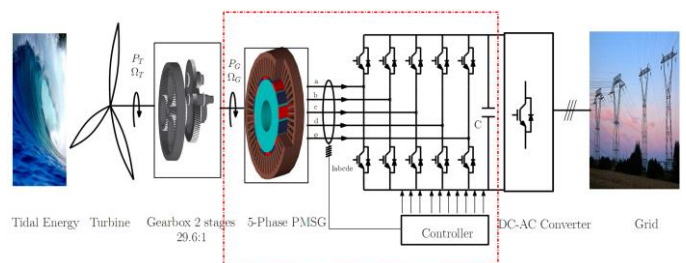 P_T
Ω_T
P_G
Ω_G
a
b
c
d
e
C
Iabcde
Controller
Tidal Energy
Turbine
Gearbox 2 stages
29.6:1
5-Phase PMSG
DC-AC Converter
Grid